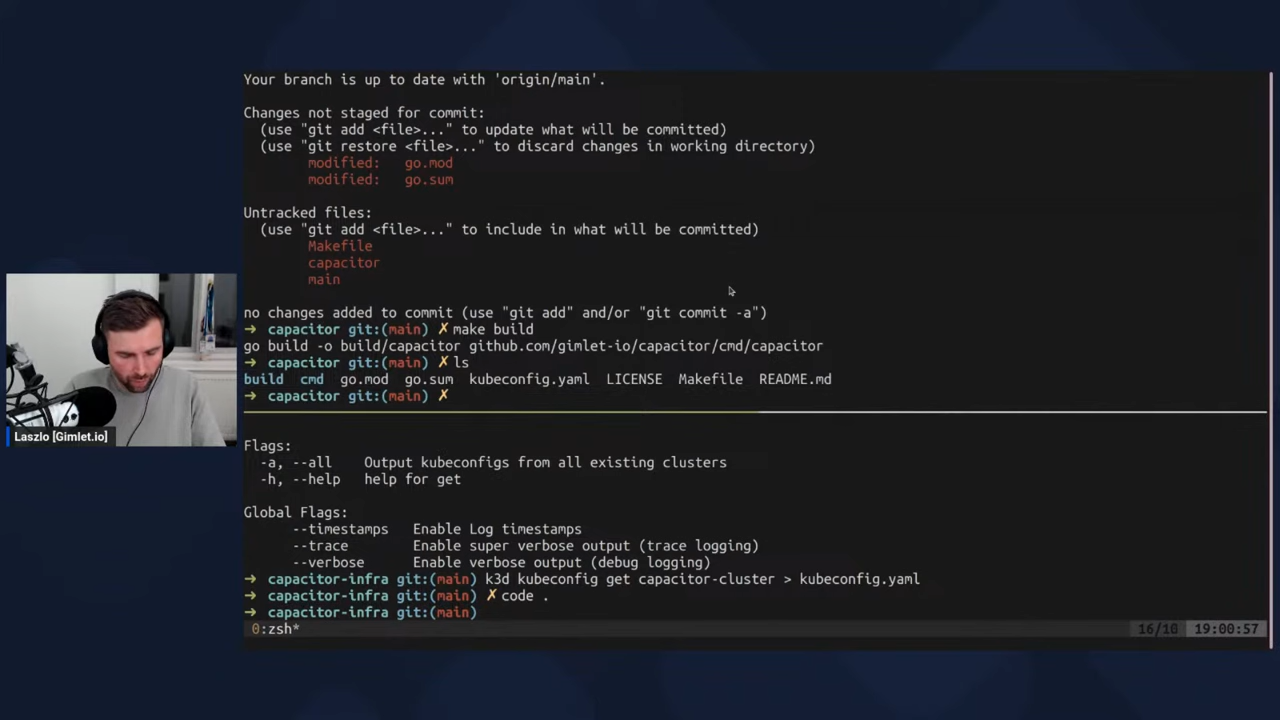 Your branch is up to date with 'origin/main'.
Changes not staged for commit:
(use "git add <file>..." to update what will be committed)
(use "git restore <file>..." to discard changes in working directory)
modified: go.mod
modified: go.sum
Untracked files:
(use "git add <file>..." to include in what will be committed)
Makefile
capacitor
main
no changes added to commit (use "git add" and/or "git commit -a")
➜ capacitor git:(main) ✗ make build
go build -o build/capacitor github.com/gimlet-io/capacitor/cmd/capacitor
➜ capacitor git:(main) ✗ ls
build cmd go.mod go.sum kubeconfig.yaml LICENSE Makefile README.md
➜ capacitor git:(main) ✗
Flags:
-a, --all Output kubeconfigs from all existing clusters
-h, --help help for get
Global Flags:
--timestamps Enable Log timestamps
--trace Enable super verbose output (trace logging)
--verbose Enable verbose output (debug logging)
➜ capacitor-infra git:(main) k3d kubeconfig get capacitor-cluster > kubeconfig.yaml
➜ capacitor-infra git:(main) ✗ code .
➜ capacitor-infra git:(main)
0:zsh* 16/10 19:00:57
Laszlo [Gimlet.io]